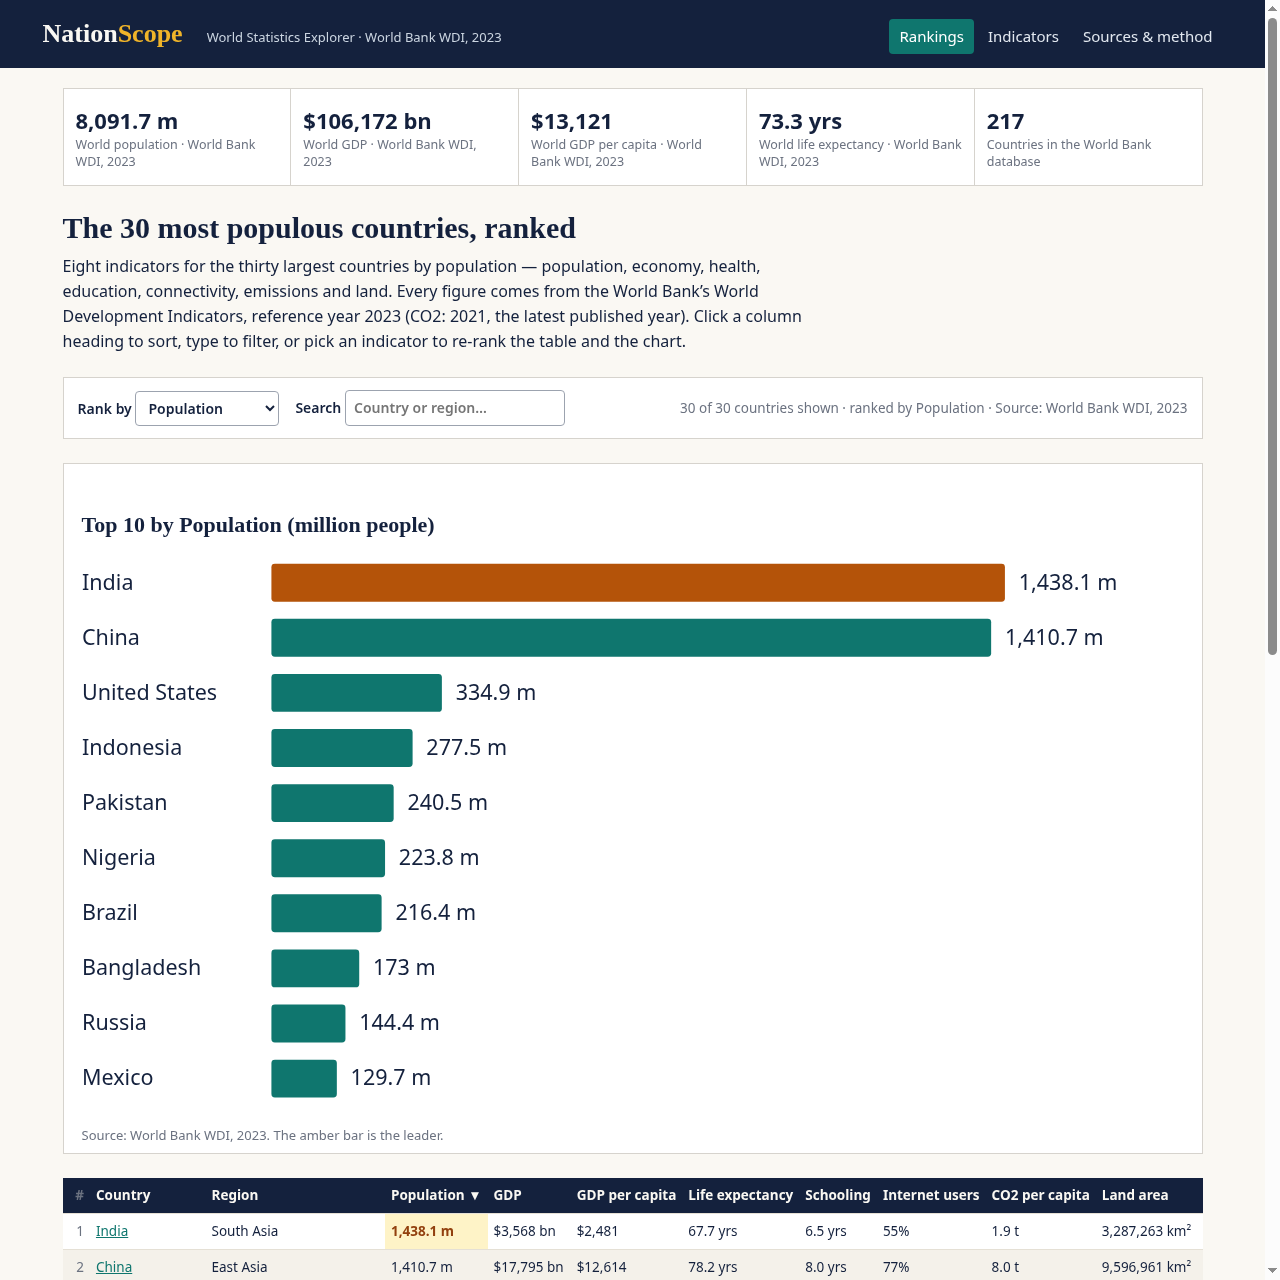 NationScope
World Statistics Explorer · World Bank WDI, 2023
Rankings
Indicators
Sources & method
8,091.7 m
World population · World Bank
WDI, 2023
$106,172 bn
World GDP · World Bank WDI,
2023
$13,121
World GDP per capita · World
Bank WDI, 2023
73.3 yrs
World life expectancy · World Bank
WDI, 2023
217
Countries in the World Bank
database
The 30 most populous countries, ranked
Eight indicators for the thirty largest countries by population — population, economy, health,
education, connectivity, emissions and land. Every figure comes from the World Bank’s World
Development Indicators, reference year 2023 (CO2: 2021, the latest published year). Click a column
heading to sort, type to filter, or pick an indicator to re-rank the table and the chart.
Rank by Population
Search Country or region...
30 of 30 countries shown · ranked by Population · Source: World Bank WDI, 2023
Top 10 by Population (million people)
India 1,438.1 m
China 1,410.7 m
United States 334.9 m
Indonesia 277.5 m
Pakistan 240.5 m
Nigeria 223.8 m
Brazil 216.4 m
Bangladesh 173 m
Russia 144.4 m
Mexico 129.7 m
Source: World Bank WDI, 2023. The amber bar is the leader.
# Country Region Population ▼ GDP GDP per capita Life expectancy Schooling Internet users CO2 per capita Land area
1 India South Asia 1,438.1 m $3,568 bn $2,481 67.7 yrs 6.5 yrs 55% 1.9 t 3,287,263 km²
2 China East Asia 1,410.7 m $17,795 bn $12,614 78.2 yrs 8.0 yrs 77% 8.0 t 9,596,961 km²